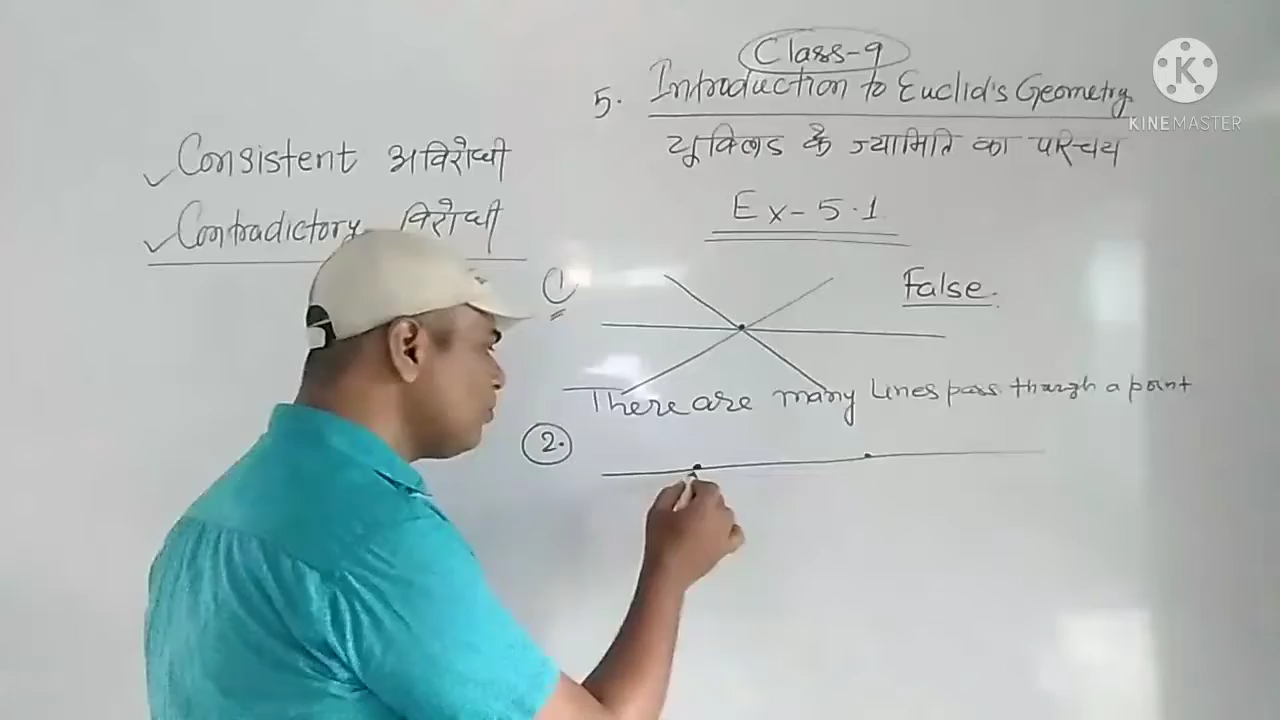 Class-9
5. Introduction to Euclid's Geometry
यूक्लिड के ज्यामिति का परिचय
Consistent अविरोधी
Contradictory विरोधी
Ex-5.1
1
False.
There are many lines pass through a point
2.
K
KINEMASTER